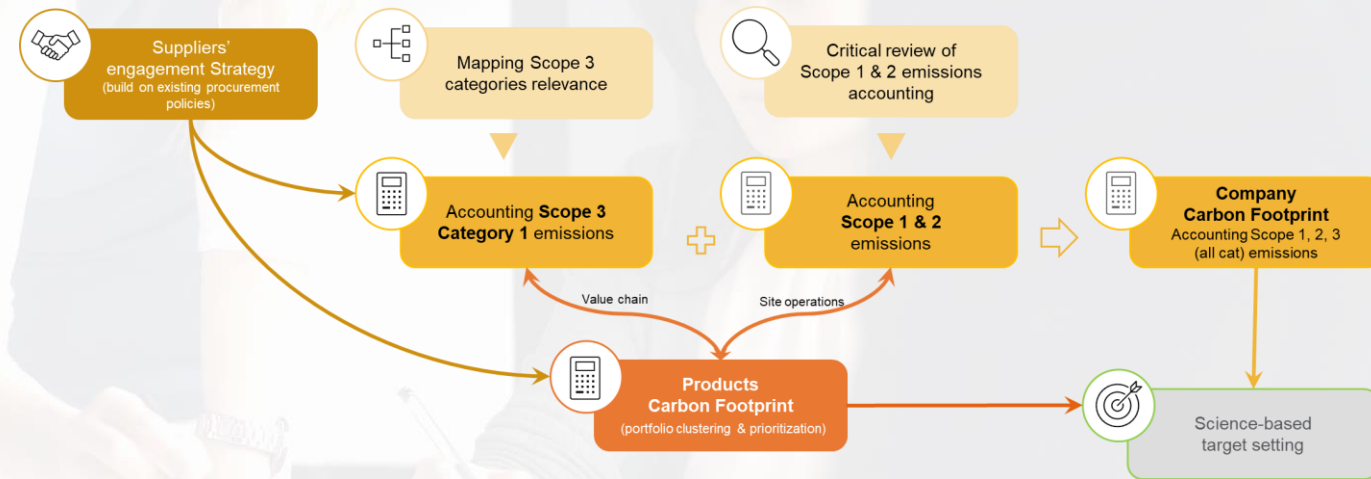 Suppliers'
engagement Strategy
(build on existing procurement
policies)
Mapping Scope 3
categories relevance
Critical review of
Scope 1 & 2 emissions
accounting
Accounting Scope 3
Category 1 emissions
Accounting
Scope 1 & 2
emissions
Company
Carbon Footprint
Accounting Scope 1, 2, 3
(all cat) emissions
Value chain
Site operations
Products
Carbon Footprint
(portfolio clustering & prioritization)
Science-based
target setting